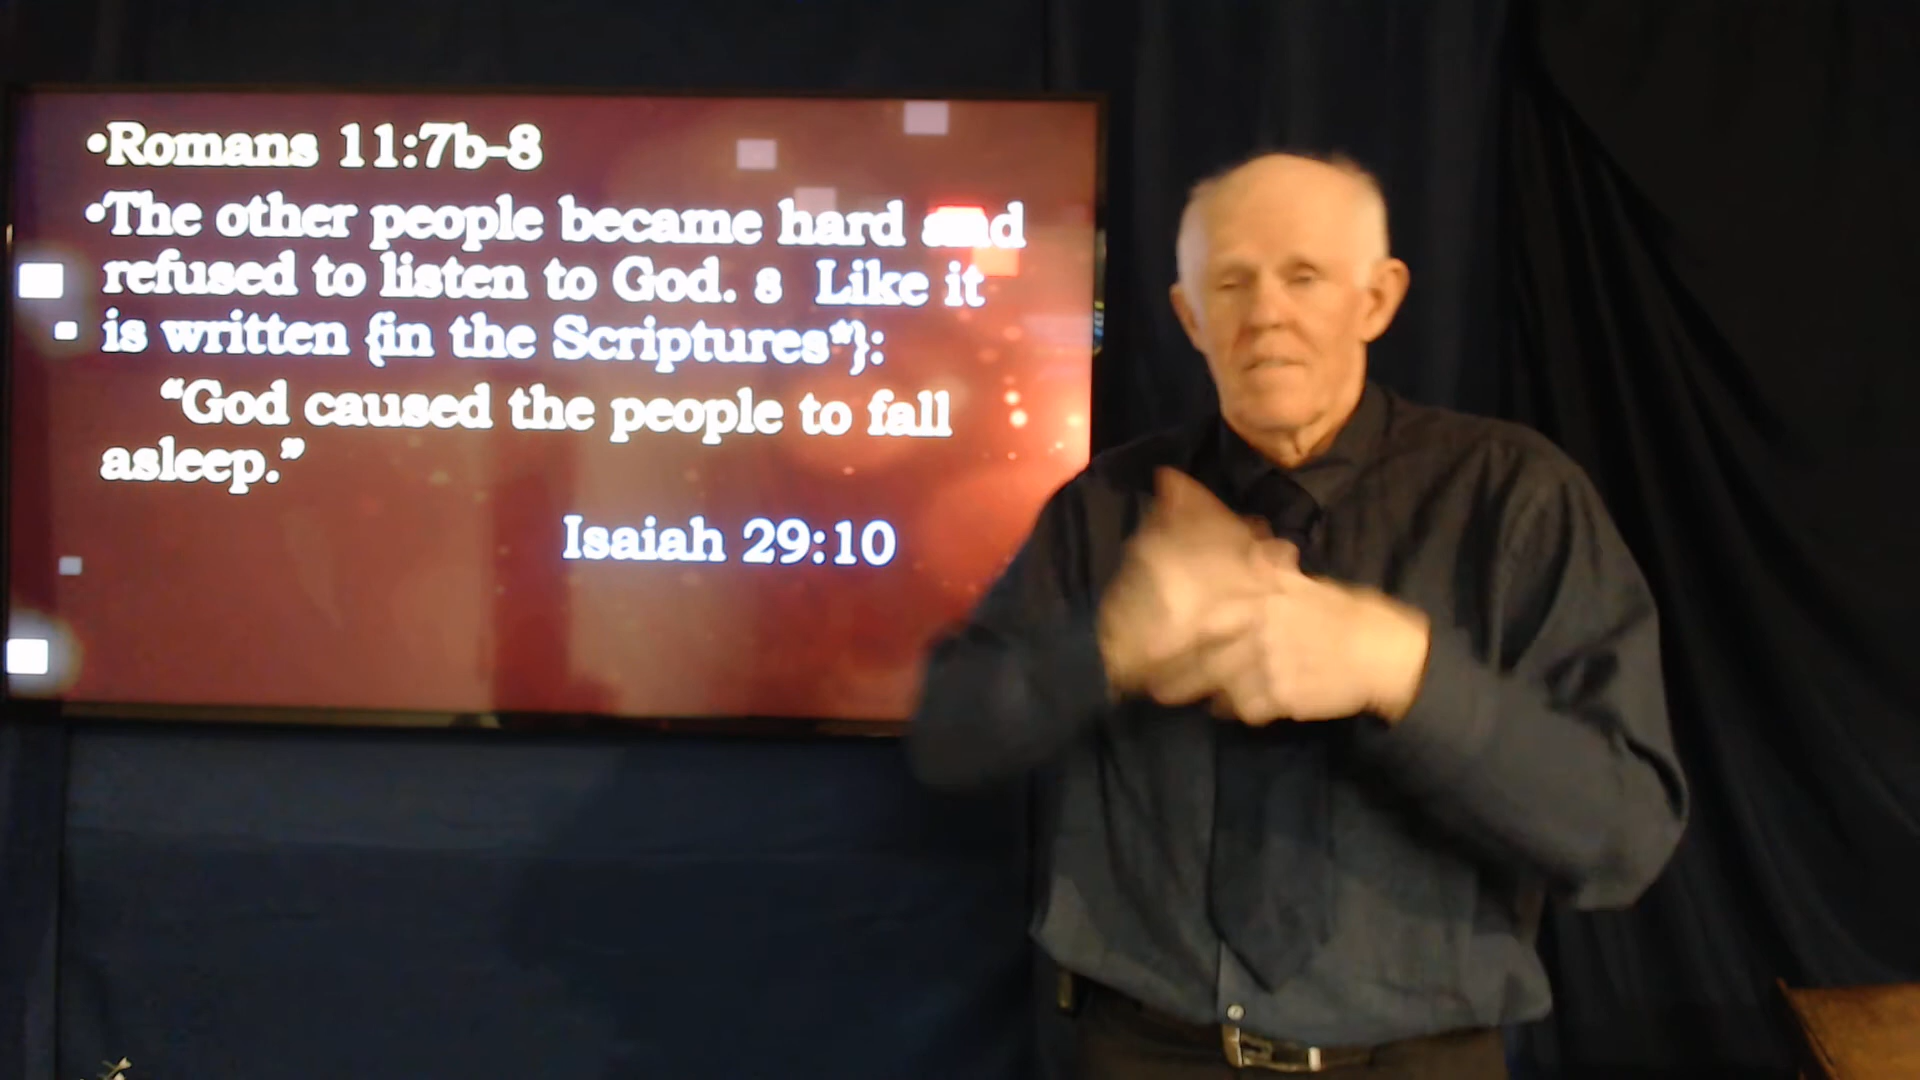 •Romans 11:7b-8
•The other people became hard and
refused to listen to God. 8 Like it
is written {in the Scriptures*}:
“God caused the people to fall
asleep.”
Isaiah 29:10